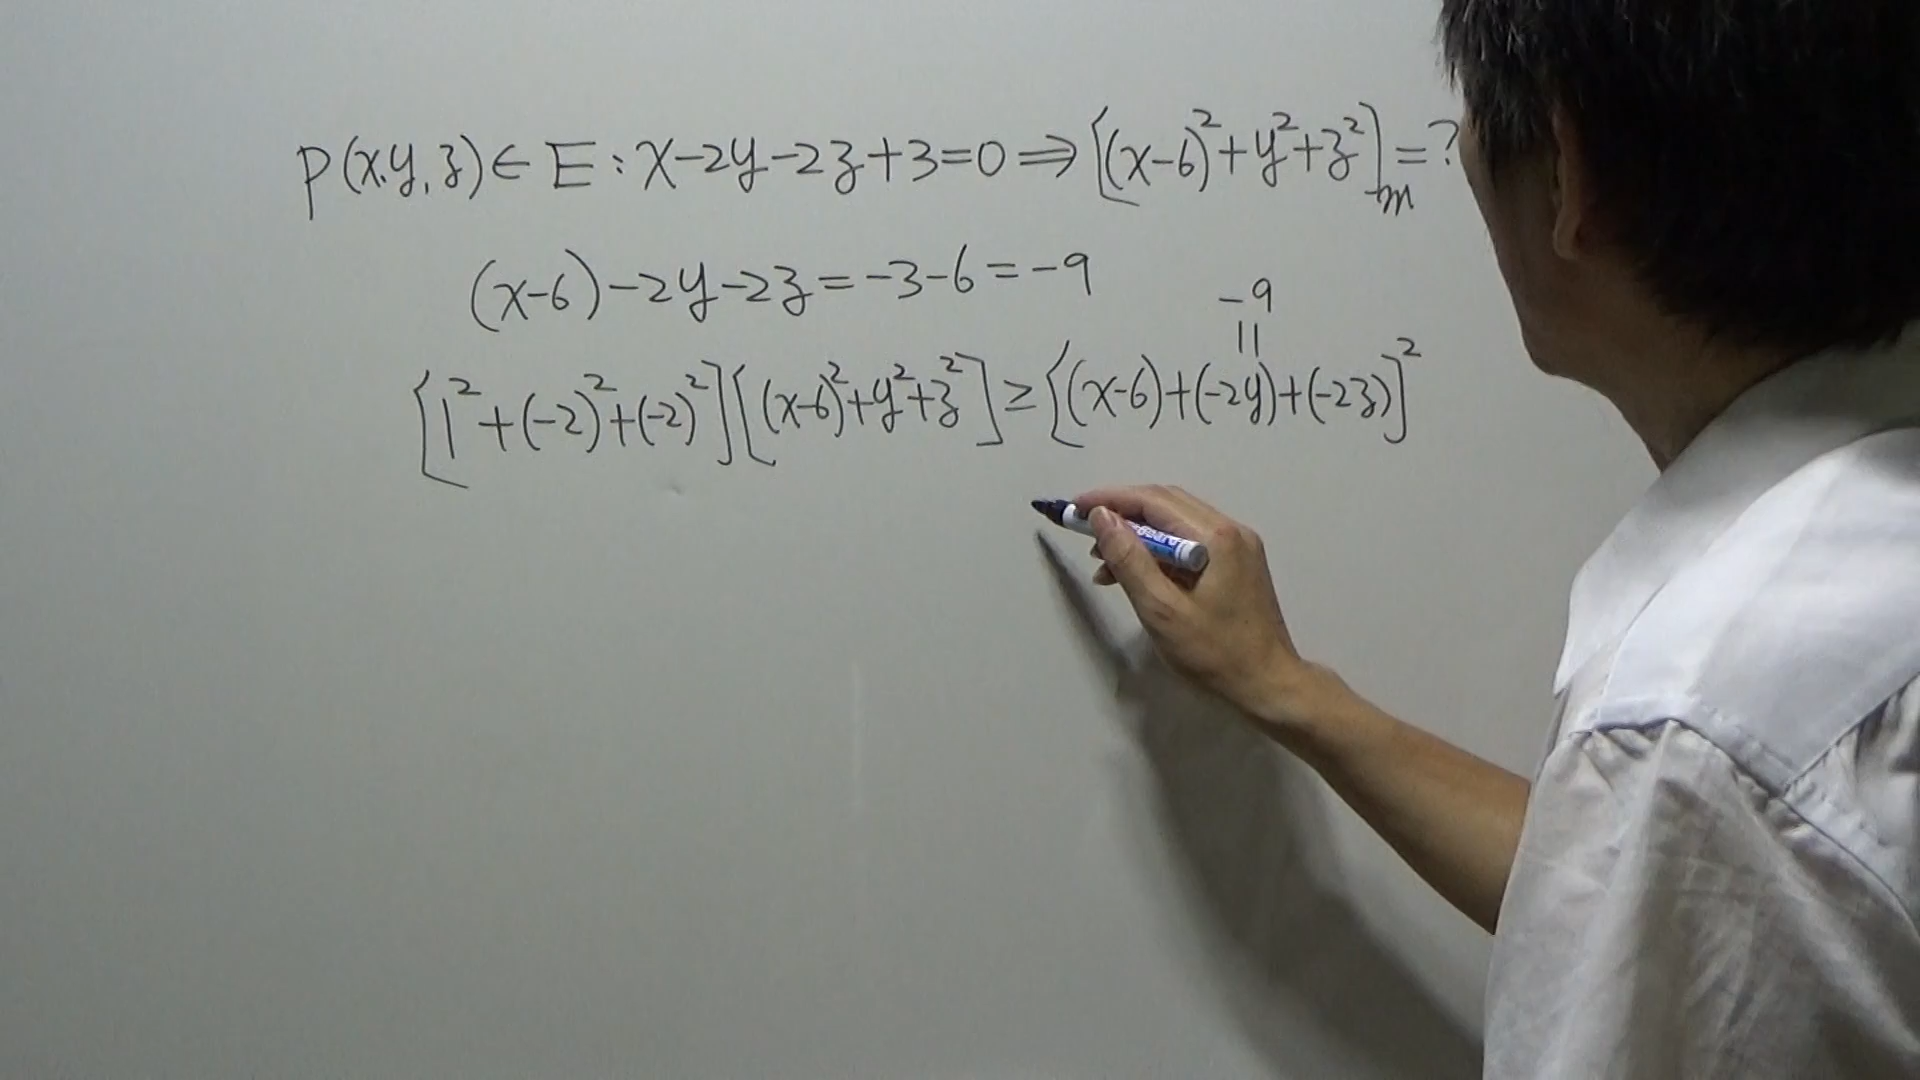 P(x,y,z)∈E:x-2y-2z+3=0⇒[(x-6)²+y²+z²]m=?
(x-6)-2y-2z=-3-6=-9
-9
||
[1²+(-2)²+(-2)²][(x-6)²+y²+z²]≥[(x-6)+(-2y)+(-2z)]²